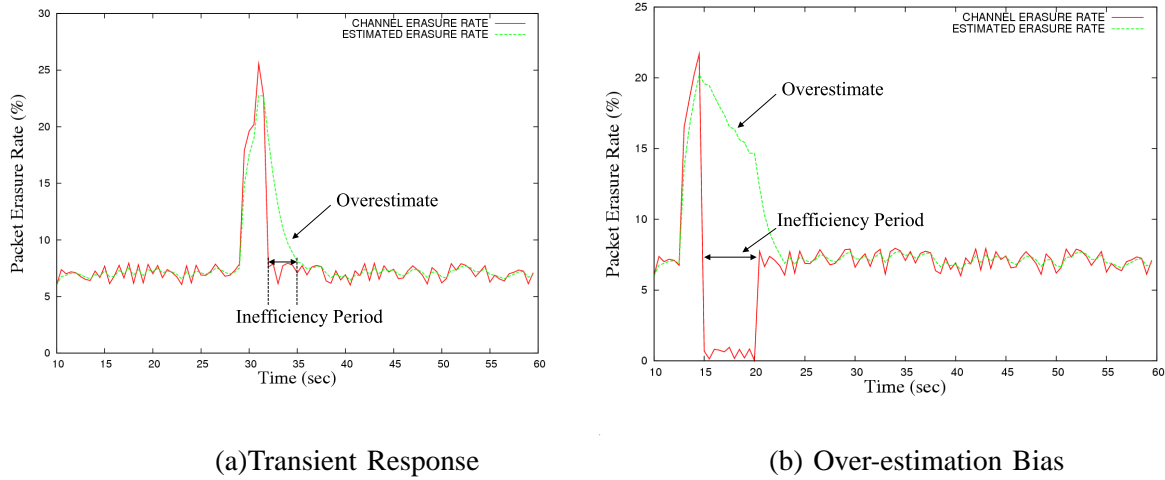 CHANNEL ERASURE RATE
ESTIMATED ERASURE RATE
Packet Erasure Rate (%)
30
25
20
15
10
5
0
Overestimate
Inefficiency Period
10 15 20 25 30 35 40 45 50 55 60
Time (sec)
(a)Transient Response
CHANNEL ERASURE RATE
ESTIMATED ERASURE RATE
Packet Erasure Rate (%)
25
20
15
10
5
0
Overestimate
Inefficiency Period
10 15 20 25 30 35 40 45 50 55 60
Time (sec)
(b) Over-estimation Bias